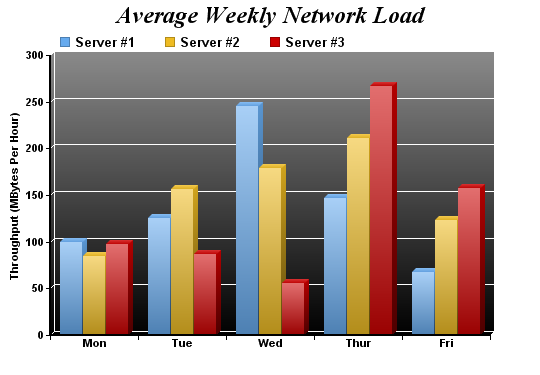 Average Weekly Network Load
Server #1 Server #2 Server #3
Throughput (MBytes Per Hour)
300
250
200
150
100
50
0
Mon Tue Wed Thur Fri